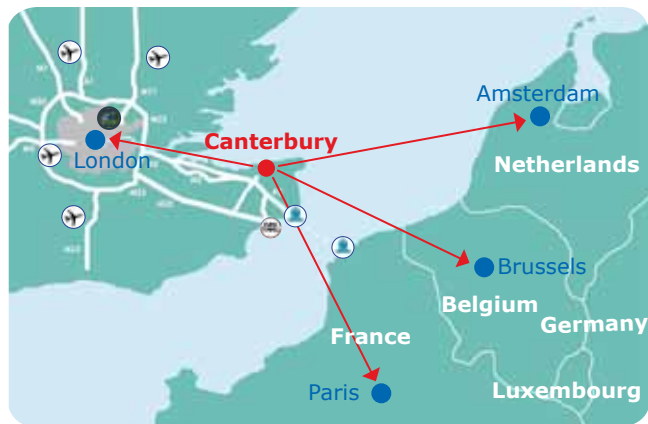 Amsterdam
Canterbury
London
Netherlands
Brussels
Belgium
Germany
France
Paris
Luxembourg